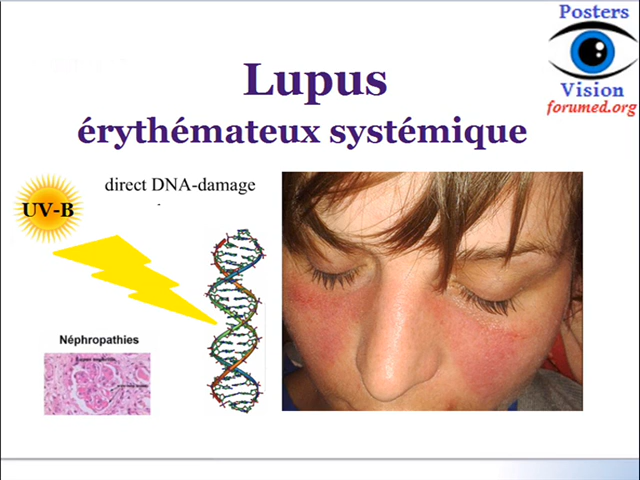 Posters
Vision
forumed.org
Lupus
érythémateux systémique
direct DNA-damage
UV-B
Néphropathies